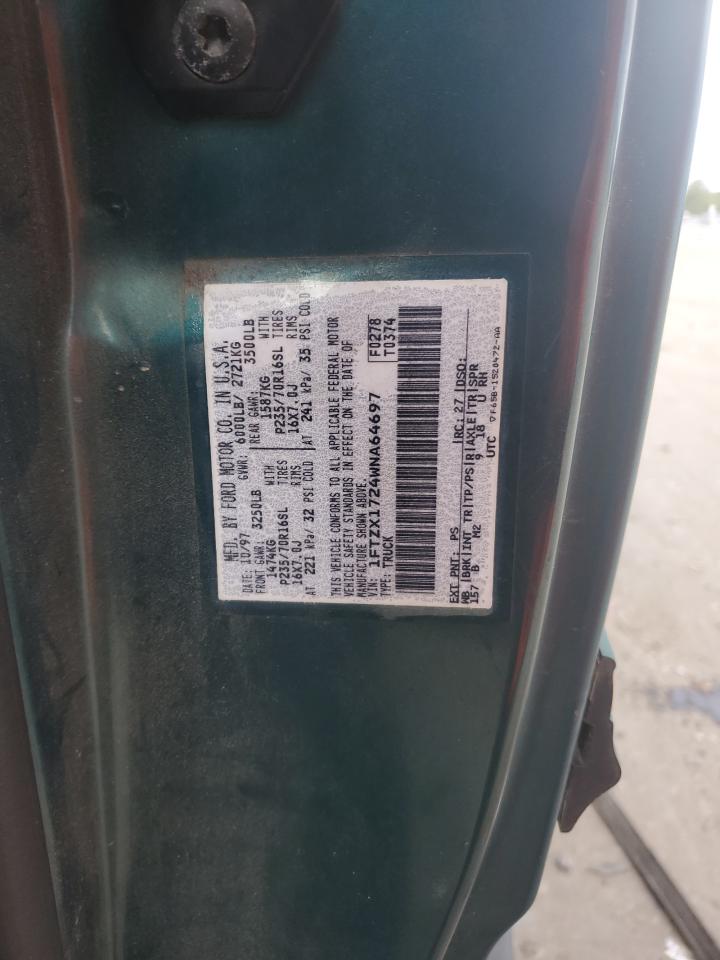 MFD. BY FORD MOTOR CO. IN U.S.A.
DATE: 10/97 GVWR: 6000LB/ 2721KG
FRONT GAWR: 3250LB REAR GAWR: 3500LB
1474KG 1587KG WITH
P235/70R16SL P235/70R16SL TIRES
16X7.0J 16X7.0J RIMS
AT 221 kPa/ 32 PSI COLD AT 241 kPa/ 35 PSI COLD
THIS VEHICLE CONFORMS TO ALL APPLICABLE FEDERAL MOTOR
VEHICLE SAFETY STANDARDS IN EFFECT ON THE DATE OF
MANUFACTURE SHOWN ABOVE.
VIN: 1FTZX1724WNA64697
TYPE: TRUCK
F0278
T0374
EXT PNT: PS RC: 27 DSO:
WB BRK INT TR TP/PS R AXLE TR SPR
157 B M2 9 18 U RH
UTC
▽F65B-1520472-AA